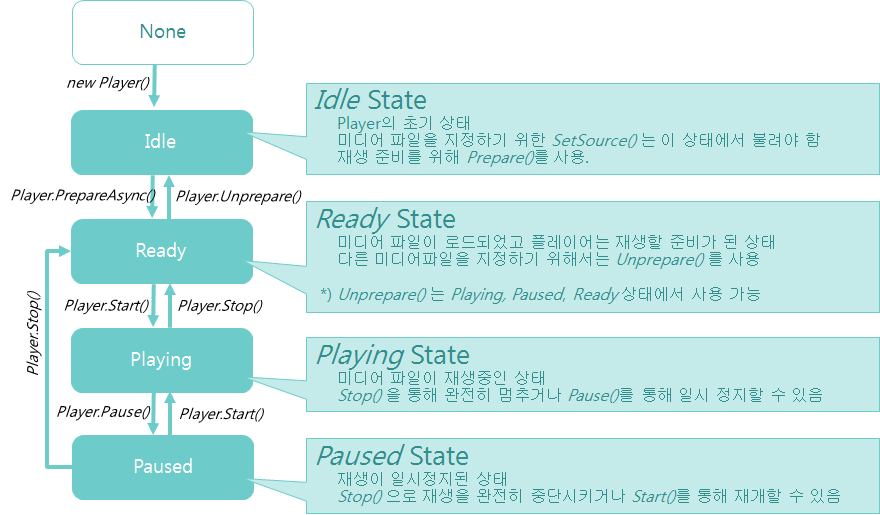 None
new Player()
Idle
Idle State
Player의 초기 상태
미디어 파일을 지정하기 위한 SetSource() 는 이 상태에서 불려야 함
재생 준비를 위해 Prepare()를 사용.
Player.PrepareAsync()
Player.Unprepare()
Ready
Ready State
미디어 파일이 로드되었고 플레이어는 재생할 준비가 된 상태
다른 미디어파일을 지정하기 위해서는 Unprepare() 를 사용
*) Unprepare() 는 Playing, Paused, Ready 상태에서 사용 가능
Player.Start()
Player.Stop()
Player.Stop()
Playing
Playing State
미디어 파일이 재생중인 상태
Stop() 을 통해 완전히 멈추거나 Pause()를 통해 일시 정지할 수 있음
Player.Pause()
Player.Start()
Paused
Paused State
재생이 일시정지된 상태
Stop() 으로 재생을 완전히 중단시키거나 Start()를 통해 재개할 수 있음